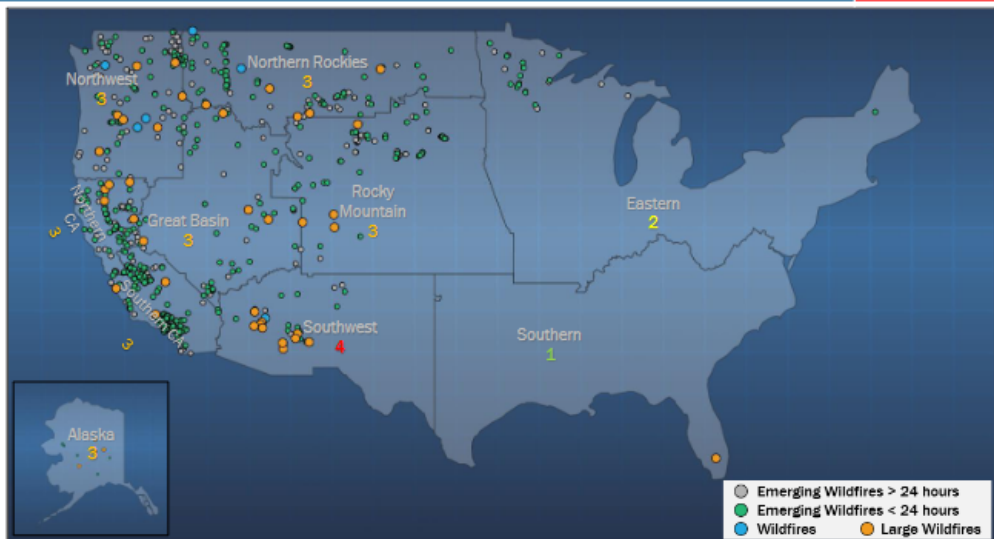 Northwest
3
Northern Rockies
3
Northern
CA
3
Great Basin
3
Rocky
Mountain
3
Eastern
2
Southern CA
3
Southwest
4
Southern
1
Alaska
3
Emerging Wildfires > 24 hours
Emerging Wildfires < 24 hours
Wildfires
Large Wildfires